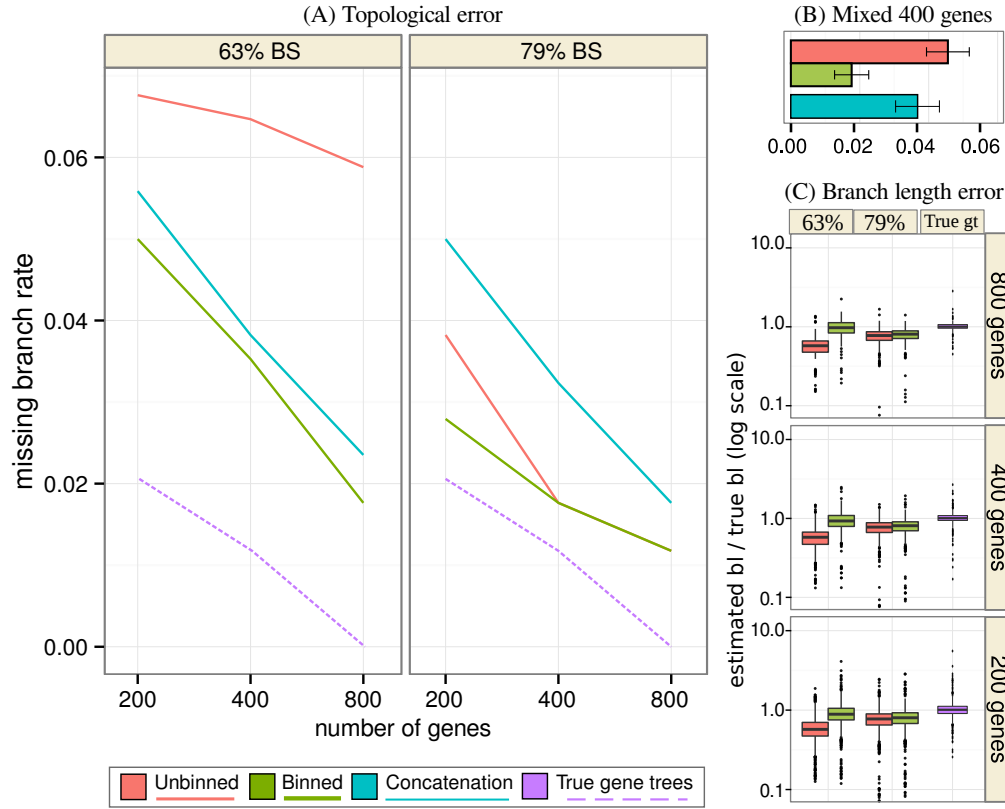 (A) Topological error
63% BS
79% BS
missing branch rate
0.06
0.04
0.02
0.00
200
400
800
200
400
800
number of genes
Unbinned
Binned
Concatenation
True gene trees
(B) Mixed 400 genes
0.00
0.02
0.04
0.06
(C) Branch length error
63%
79%
True gt
estimated bl / true bl (log scale)
10.0
1.0
0.1
800 genes
10.0
1.0
0.1
400 genes
10.0
1.0
0.1
200 genes